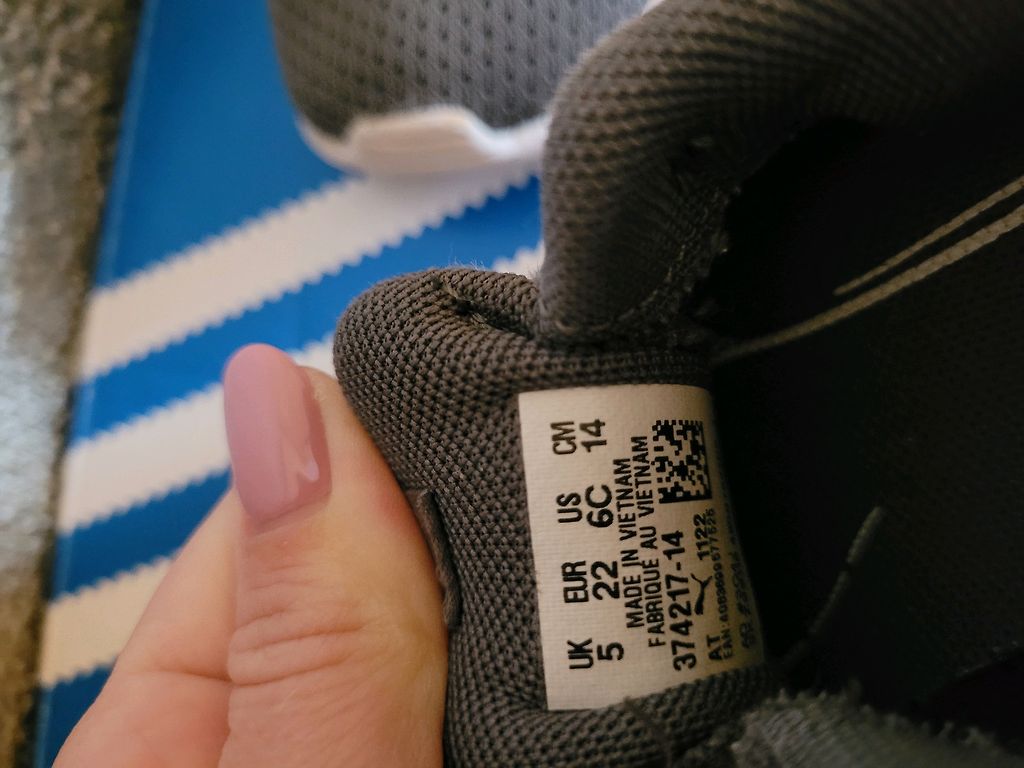 UK EUR US CM
5 22 6C 14
MADE IN VIETNAM
FABRIQUE AU VIETNAM
374217-14
AT 1122